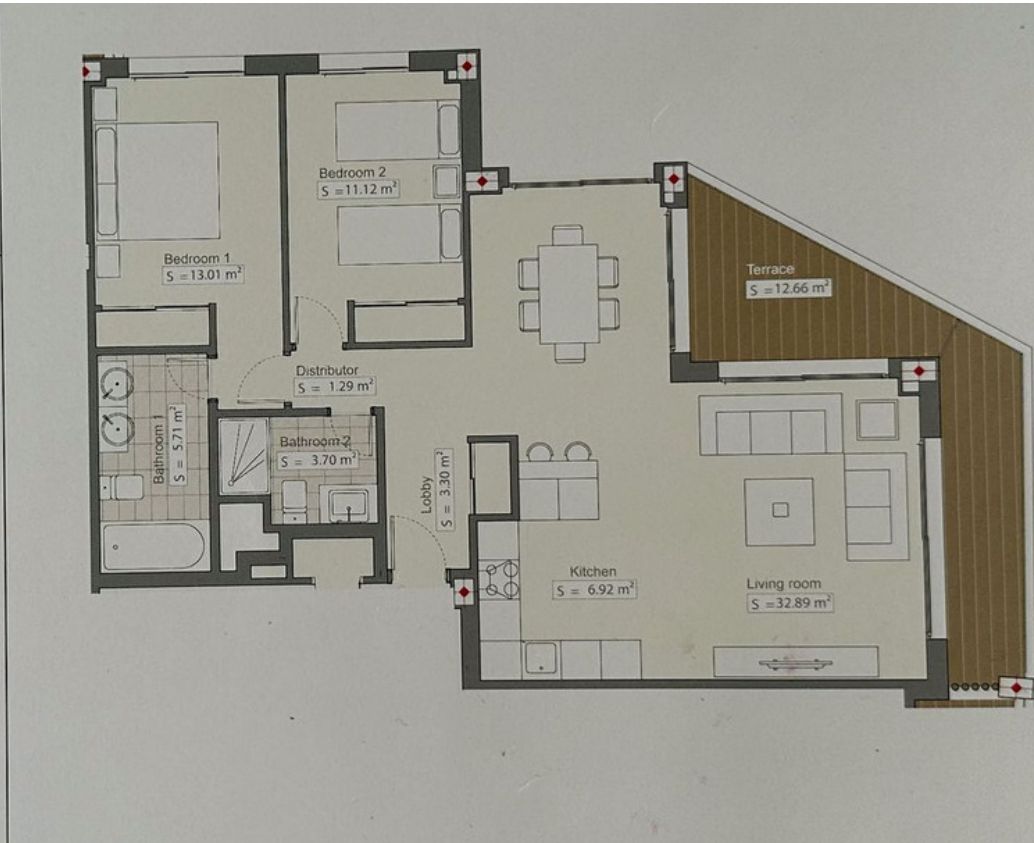 Bedroom 2
S =11.12 m²
Bedroom 1
S =13.01 m²
Terrace
S =12.66 m²
Distributor
S = 1.29 m²
Bathroom 1
S = 5.71 m²
Bathroom 2
S = 3.70 m²
Lobby
S = 3.30 m²
Kitchen
S = 6.92 m²
Living room
S =32.89 m²